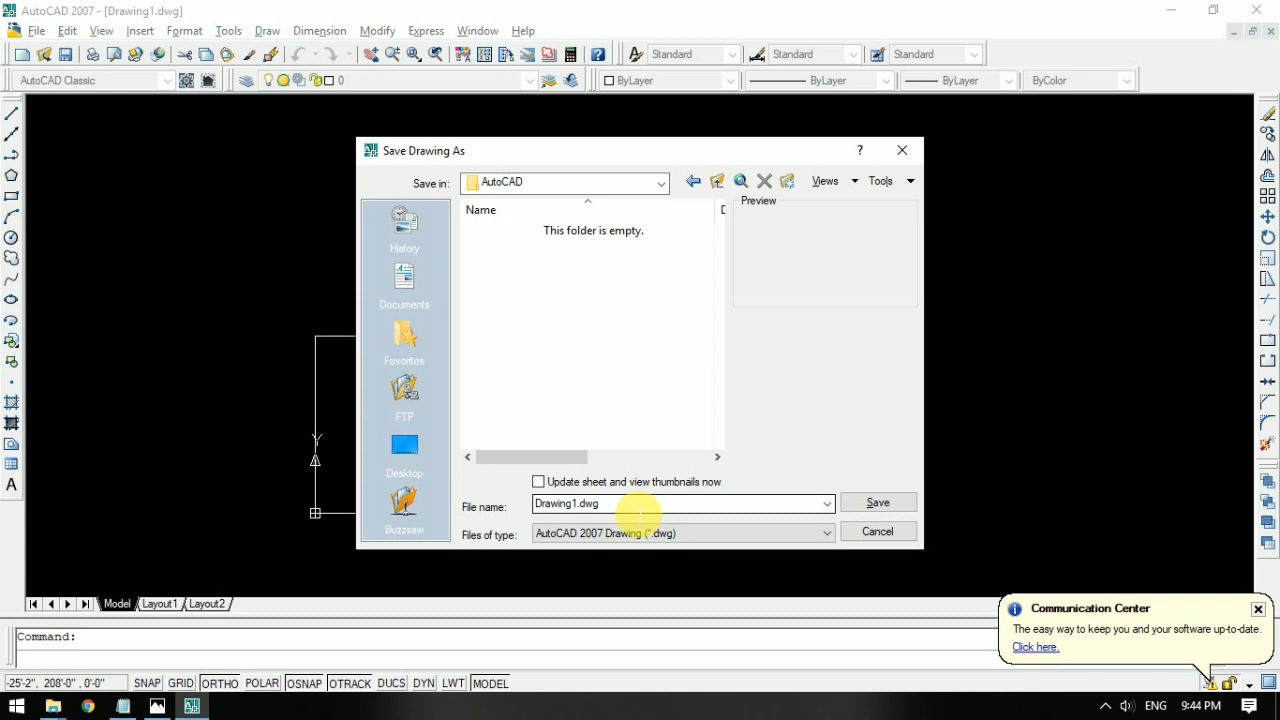 AutoCAD 2007 - [Drawing1.dwg]
File Edit View Insert Format Tools Draw Dimension Modify Express Window Help
Standard Standard Standard
AutoCAD Classic 0 ByLayer ByLayer ByLayer ByColor
Save Drawing As ?
Save in: AutoCAD Views Tools
Name
Preview
This folder is empty.
History
Documents
Favorites
FTP
Desktop
Buzzsaw
Update sheet and view thumbnails now
File name: Drawing1.dwg Save
Files of type: AutoCAD 2007 Drawing (*.dwg) Cancel
Y
A
Model Layout1 Layout2
Communication Center
The easy way to keep you and your software up-to-date.
Click here.
Command:
-25'-2", 208'-0" ,0'-0" SNAP GRID ORTHO POLAR OSNAP OTRACK DUCS DYN LWT MODEL
ENG 9:44 PM